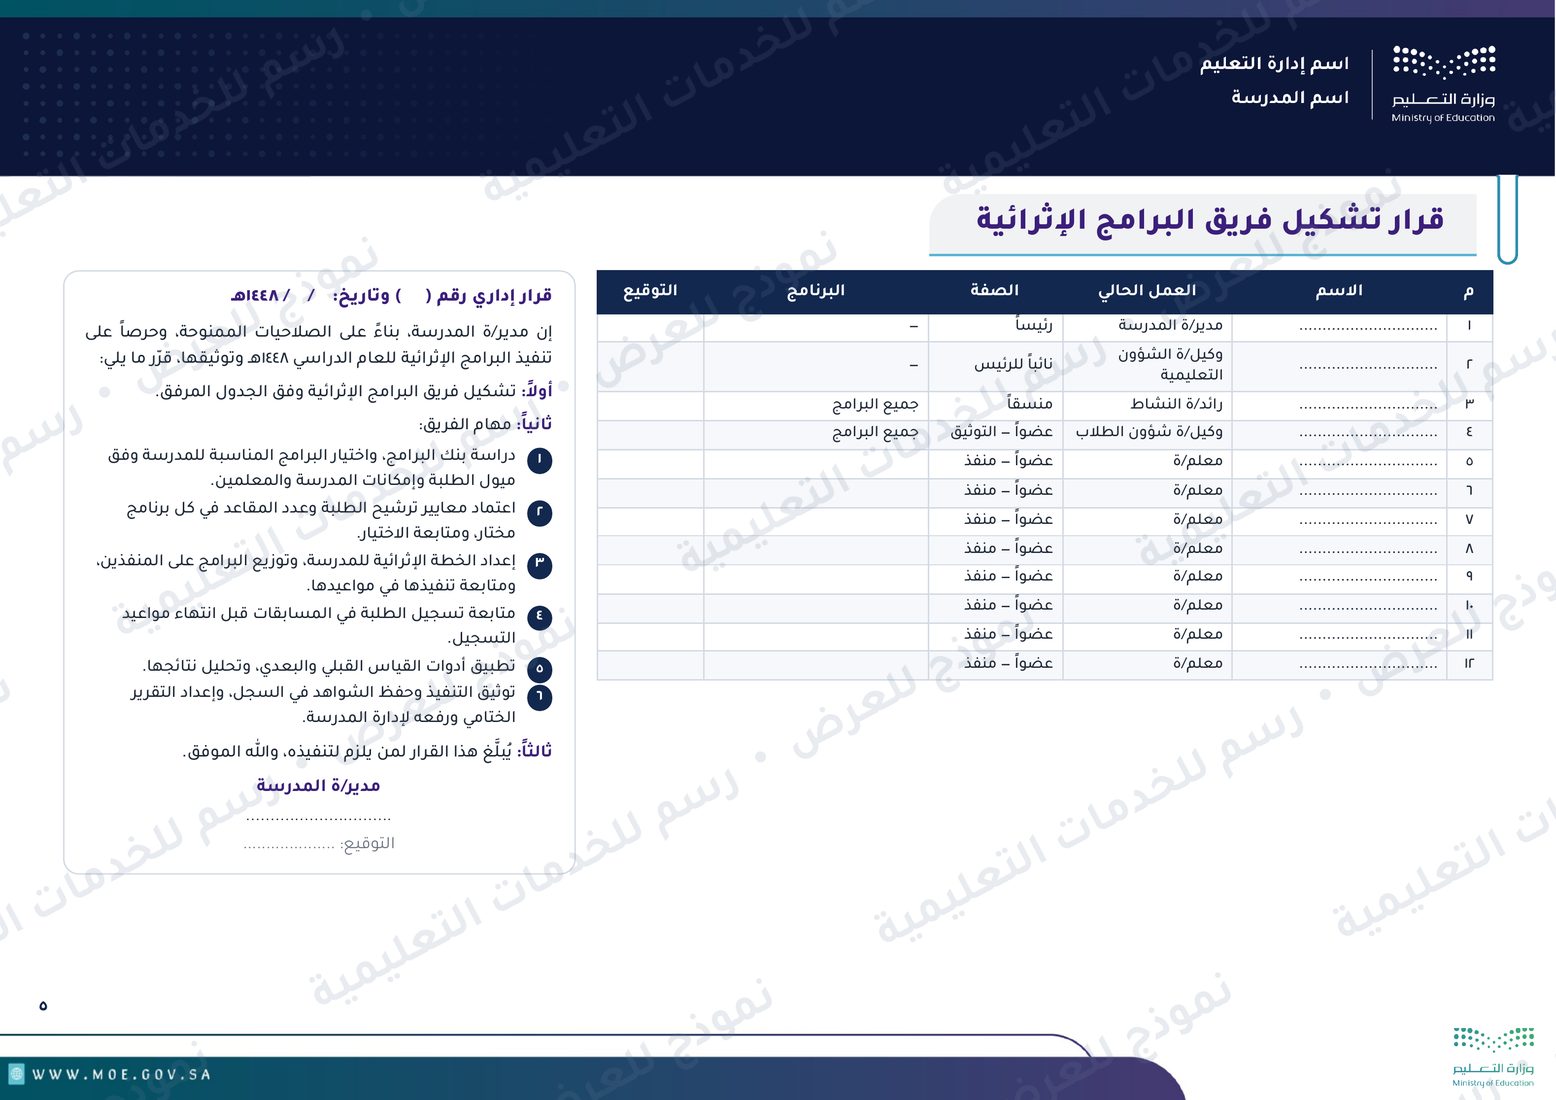 اسم إدارة التعليم
اسم المدرسة
وزارة التعليم
Ministry of Education
قرار تشكيل فريق البرامج الإثرائية
م الاسم العمل الحالي الصفة البرنامج التوقيع
١ .............................. مدير/ة المدرسة رئيساً –
٢ .............................. وكيل/ة الشؤون التعليمية نائباً للرئيس –
٣ .............................. رائد/ة النشاط منسقاً جميع البرامج
٤ .............................. وكيل/ة شؤون الطلاب عضواً – التوثيق جميع البرامج
٥ .............................. معلم/ة عضواً – منفذ
٦ .............................. معلم/ة عضواً – منفذ
٧ .............................. معلم/ة عضواً – منفذ
٨ .............................. معلم/ة عضواً – منفذ
٩ .............................. معلم/ة عضواً – منفذ
١٠ .............................. معلم/ة عضواً – منفذ
١١ .............................. معلم/ة عضواً – منفذ
١٢ .............................. معلم/ة عضواً – منفذ
قرار إداري رقم (    ) وتاريخ:   /   / ١٤٤٨هـ
إن مدير/ة المدرسة، بناءً على الصلاحيات الممنوحة، وحرصاً على
تنفيذ البرامج الإثرائية للعام الدراسي ١٤٤٨هـ وتوثيقها، قرّر ما يلي:
أولاً: تشكيل فريق البرامج الإثرائية وفق الجدول المرفق.
ثانياً: مهام الفريق:
١ دراسة بنك البرامج، واختيار البرامج المناسبة للمدرسة وفق
ميول الطلبة وإمكانات المدرسة والمعلمين.
٢ اعتماد معايير ترشيح الطلبة وعدد المقاعد في كل برنامج
مختار، ومتابعة الاختيار.
٣ إعداد الخطة الإثرائية للمدرسة، وتوزيع البرامج على المنفذين،
ومتابعة تنفيذها في مواعيدها.
٤ متابعة تسجيل الطلبة في المسابقات قبل انتهاء مواعيد
التسجيل.
٥ تطبيق أدوات القياس القبلي والبعدي، وتحليل نتائجها.
٦ توثيق التنفيذ وحفظ الشواهد في السجل، وإعداد التقرير
الختامي ورفعه لإدارة المدرسة.
ثالثاً: يُبلَّغ هذا القرار لمن يلزم لتنفيذه، والله الموفق.
مدير/ة المدرسة
..............................
التوقيع: ....................
نموذج للعرض • رسم للخدمات التعليمية
٥
WWW.MOE.GOV.SA
وزارة التعليم
Ministry of Education